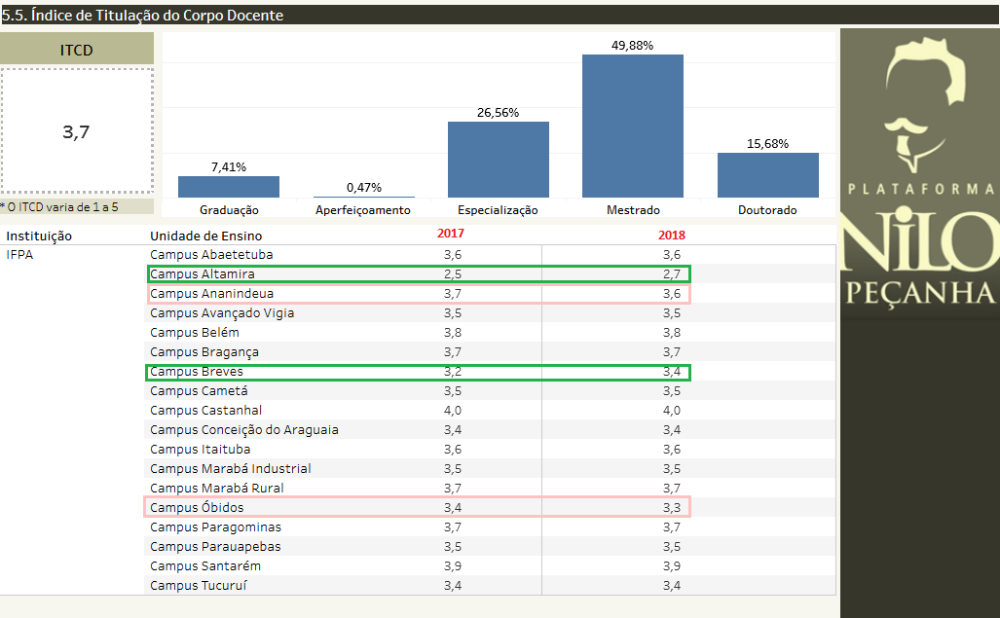 5.5. Índice de Titulação do Corpo Docente
ITCD
3,7
* O ITCD varia de 1 a 5
7,41%
0,47%
26,56%
49,88%
15,68%
Graduação Aperfeiçoamento Especialização Mestrado Doutorado
Instituição Unidade de Ensino 2017 2018
IFPA Campus Abaetetuba 3,6 3,6
Campus Altamira 2,5 2,7
Campus Ananindeua 3,7 3,6
Campus Avançado Vigia 3,5 3,5
Campus Belém 3,8 3,8
Campus Bragança 3,7 3,7
Campus Breves 3,2 3,4
Campus Cametá 3,5 3,5
Campus Castanhal 4,0 4,0
Campus Conceição do Araguaia 3,4 3,4
Campus Itaituba 3,6 3,6
Campus Marabá Industrial 3,5 3,5
Campus Marabá Rural 3,7 3,7
Campus Óbidos 3,4 3,3
Campus Paragominas 3,7 3,7
Campus Parauapebas 3,5 3,5
Campus Santarém 3,9 3,9
Campus Tucuruí 3,4 3,4
PLATAFORMA
NILO
PEÇANHA